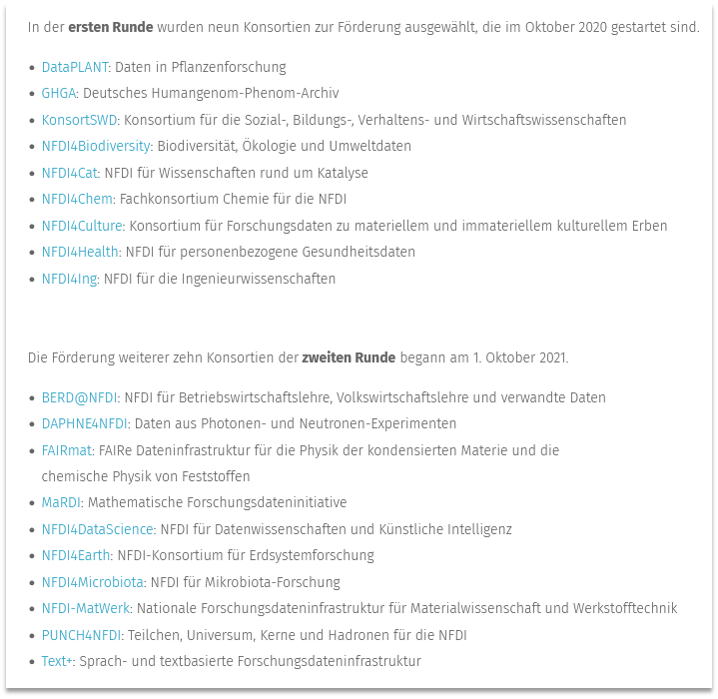 In der ersten Runde wurden neun Konsortien zur Förderung ausgewählt, die im Oktober 2020 gestartet sind.
• DataPLANT: Daten in Pflanzenforschung
• GHGA: Deutsches Humangenom-Phenom-Archiv
• KonsortSWD: Konsortium für die Sozial-, Bildungs-, Verhaltens- und Wirtschaftswissenschaften
• NFDI4Biodiversity: Biodiversität, Ökologie und Umweltdaten
• NFDI4Cat: NFDI für Wissenschaften rund um Katalyse
• NFDI4Chem: Fachkonsortium Chemie für die NFDI
• NFDI4Culture: Konsortium für Forschungsdaten zu materiellem und immateriellem kulturellem Erben
• NFDI4Health: NFDI für personenbezogene Gesundheitsdaten
• NFDI4Ing: NFDI für die Ingenieurwissenschaften
Die Förderung weiterer zehn Konsortien der zweiten Runde begann am 1. Oktober 2021.
• BERD@NFDI: NFDI für Betriebswirtschaftslehre, Volkswirtschaftslehre und verwandte Daten
• DAPHNE4NFDI: Daten aus Photonen- und Neutronen-Experimenten
• FAIRmat: FAIRe Dateninfrastruktur für die Physik der kondensierten Materie und die
chemische Physik von Feststoffen
• MaRDI: Mathematische Forschungsdateninitiative
• NFDI4DataScience: NFDI für Datenwissenschaften und Künstliche Intelligenz
• NFDI4Earth: NFDI-Konsortium für Erdsystemforschung
• NFDI4Microbiota: NFDI für Mikrobiota-Forschung
• NFDI-MatWerk: Nationale Forschungsdateninfrastruktur für Materialwissenschaft und Werkstofftechnik
• PUNCH4NFDI: Teilchen, Universum, Kerne und Hadronen für die NFDI
• Text+: Sprach- und textbasierte Forschungsdateninfrastruktur